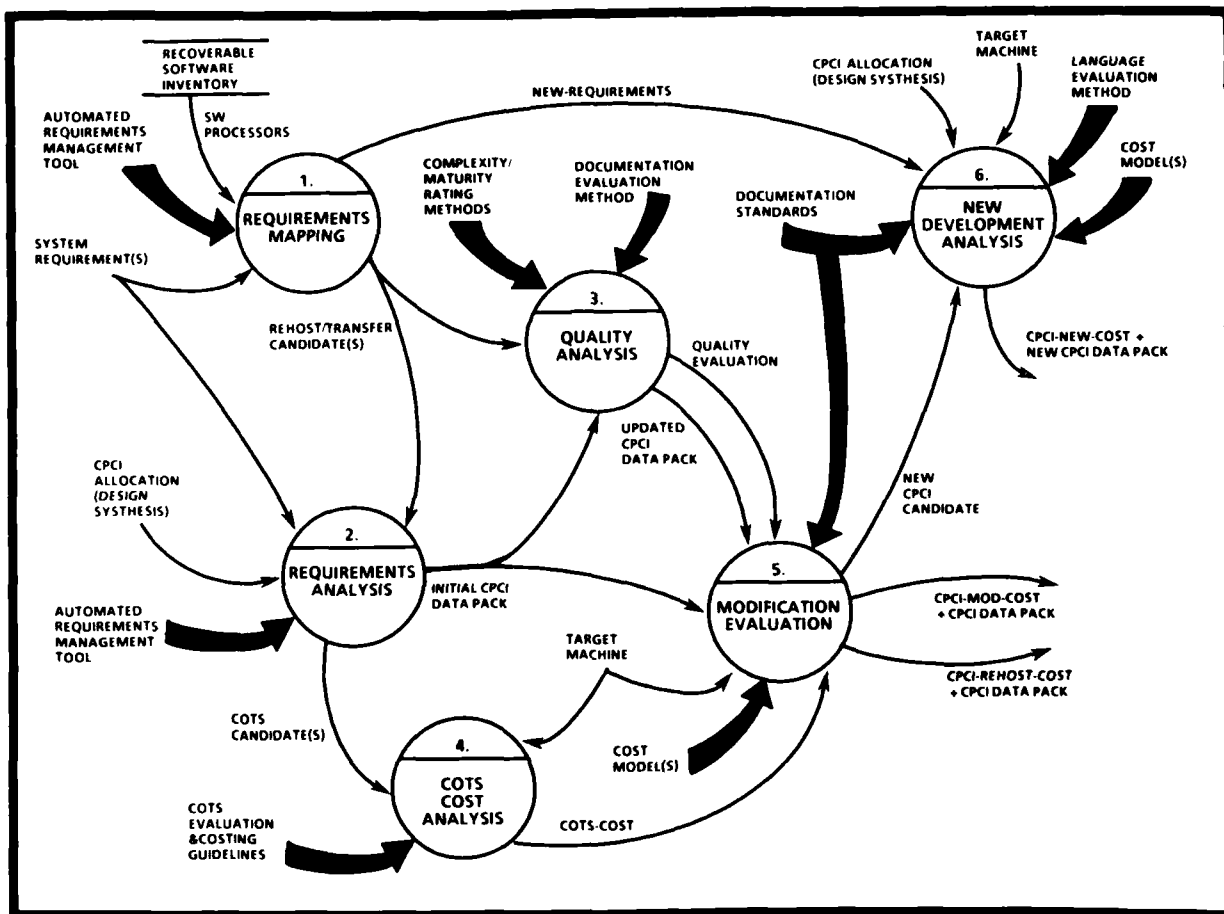 RECOVERABLE
SOFTWARE
INVENTORY
SW
PROCESSORS
AUTOMATED
REQUIREMENTS
MANAGEMENT
TOOL
NEW-REQUIREMENTS
CPCI ALLOCATION
(DESIGN SYSTHESIS)
TARGET
MACHINE
LANGUAGE
EVALUATION
METHOD
COST
MODEL(S)
1.
REQUIREMENTS
MAPPING
COMPLEXITY/
MATURITY
RATING
METHODS
DOCUMENTATION
EVALUATION
METHOD
DOCUMENTATION
STANDARDS
6.
NEW
DEVELOPMENT
ANALYSIS
SYSTEM
REQUIREMENT(S)
REHOST/TRANSFER
CANDIDATE(S)
3.
QUALITY
ANALYSIS
QUALITY
EVALUATION
CPCI-NEW-COST +
NEW CPCI DATA PACK
UPDATED
CPCI
DATA PACK
CPCI
ALLOCATION
(DESIGN
SYSTHESIS)
NEW
CPCI
CANDIDATE
2.
REQUIREMENTS
ANALYSIS
INITIAL CPCI
DATA PACK
5.
MODIFICATION
EVALUATION
CPCI-MOD-COST
+ CPCI DATA PACK
CPCI-REHOST-COST
+ CPCI DATA PACK
AUTOMATED
REQUIREMENTS
MANAGEMENT
TOOL
TARGET
MACHINE
COTS
CANDIDATE(S)
4.
COTS
COST
ANALYSIS
COST
MODEL(S)
COTS
EVALUATION
&COSTING
GUIDELINES
COTS-COST